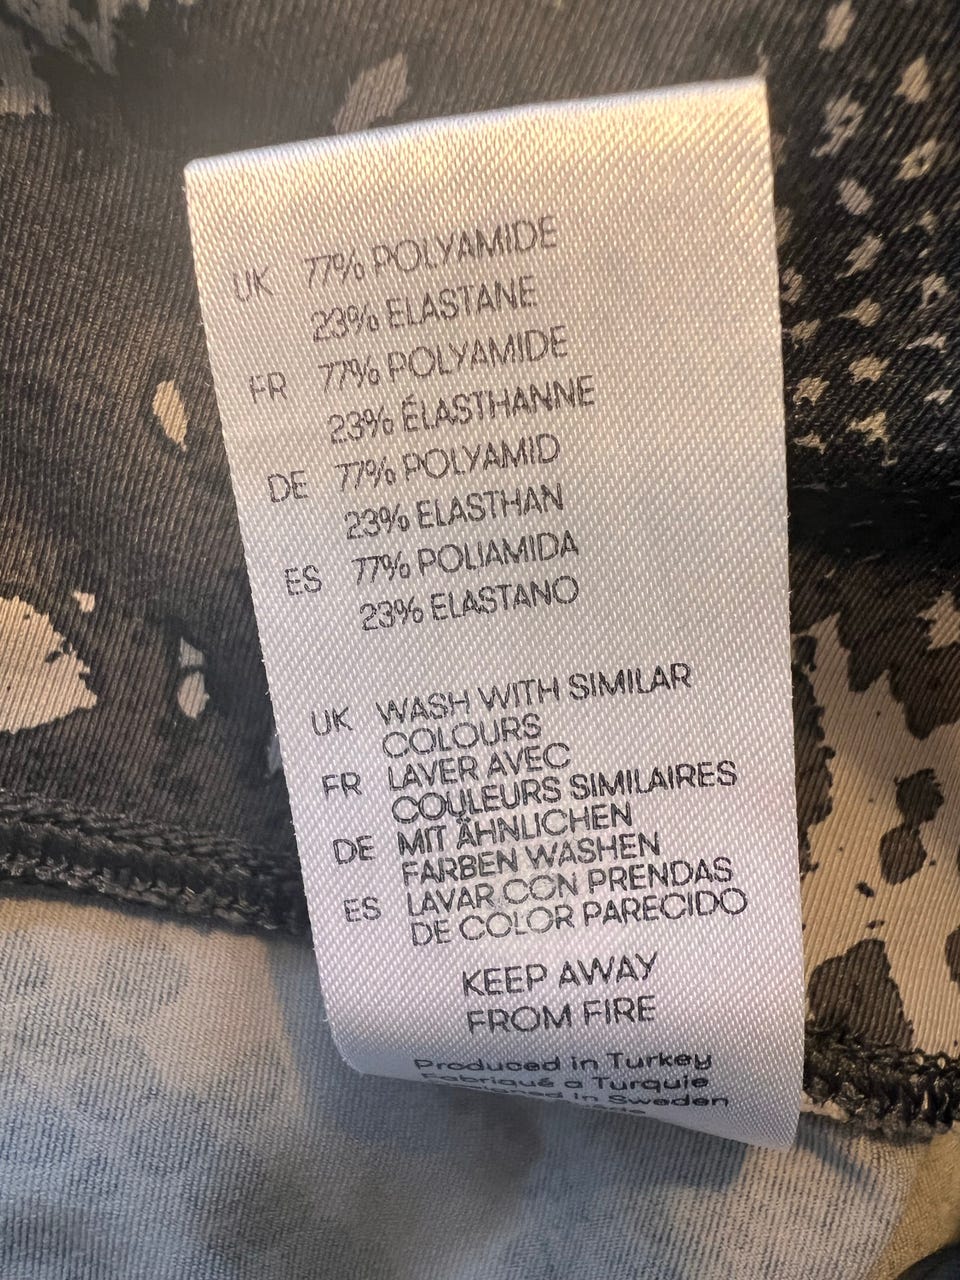 UK 77% POLYAMIDE
23% ELASTANE
FR 77% POLYAMIDE
23% ÉLASTHANNE
DE 77% POLYAMID
23% ELASTHAN
ES 77% POLIAMIDA
23% ELASTANO
UK WASH WITH SIMILAR
COLOURS
FR LAVER AVEC
COULEURS SIMILAIRES
DE MIT ÄHNLICHEN
FARBEN WASHEN
ES LAVAR CON PRENDAS
DE COLOR PARECIDO
KEEP AWAY
FROM FIRE
Produced in Turkey
Fabriqué a Turquie
in Sweden